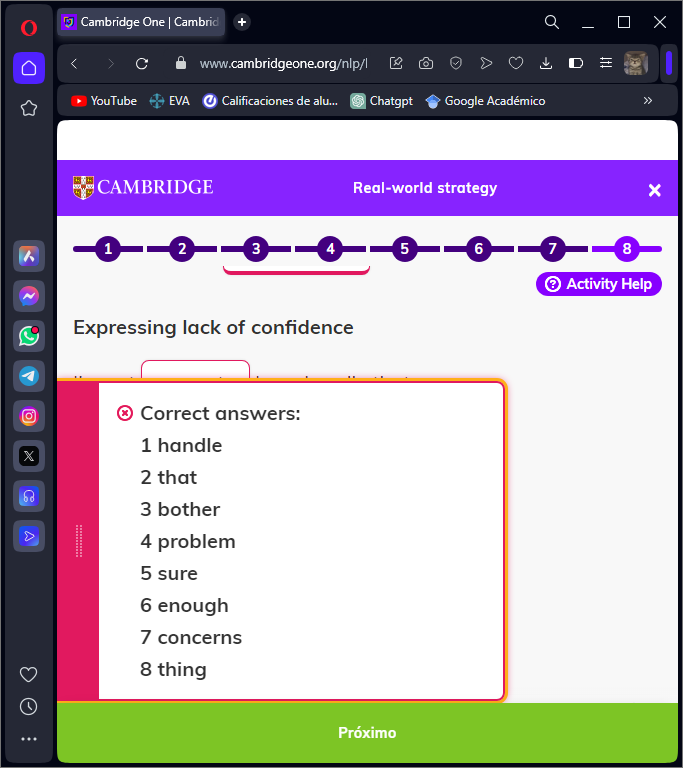 Cambridge One | Cambrid
www.cambridgeone.org/nlp/l
YouTube
EVA
Calificaciones de alu...
Chatgpt
Google Académico
CAMBRIDGE
Real-world strategy
1 2 3 4 5 6 7 8
Activity Help
Expressing lack of confidence
Correct answers:
1 handle
2 that
3 bother
4 problem
5 sure
6 enough
7 concerns
8 thing
Próximo